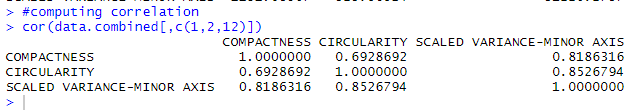 > #computing correlation
> cor(data.combined[,c(1,2,12)])
COMPACTNESS CIRCULARITY SCALED VARIANCE-MINOR AXIS
COMPACTNESS 1.0000000 0.6928692 0.8186316
CIRCULARITY 0.6928692 1.0000000 0.8526794
SCALED VARIANCE-MINOR AXIS 0.8186316 0.8526794 1.0000000
>